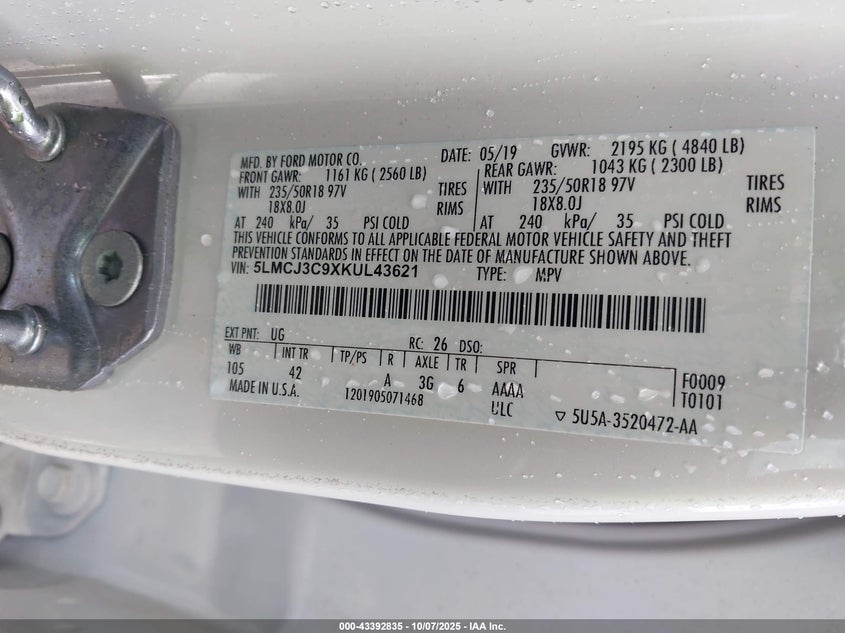 MFD. BY FORD MOTOR CO. DATE: 05/19 GVWR: 2195 KG ( 4840 LB)
FRONT GAWR: 1161 KG ( 2560 LB) REAR GAWR: 1043 KG ( 2300 LB)
WITH 235/50R18 97V TIRES WITH 235/50R18 97V TIRES
18X8.0J RIMS 18X8.0J RIMS
AT 240 kPa/ 35 PSI COLD AT 240 kPa/ 35 PSI COLD
THIS VEHICLE CONFORMS TO ALL APPLICABLE FEDERAL MOTOR VEHICLE SAFETY AND THEFT
PREVENTION STANDARDS IN EFFECT ON THE DATE OF MANUFACTURE SHOWN ABOVE.
VIN: 5LMCJ3C9XKUL43621 TYPE: MPV
EXT PNT: UG RC: 26 DSO:
WB INT TR TP/PS R AXLE TR SPR
105 42 A 3G 6 AAAA F0009
MADE IN U.S.A. 1201905071468 ULC T0101
▽ 5U5A-3520472-AA
000-43392835 - 10/07/2025 - IAA Inc.